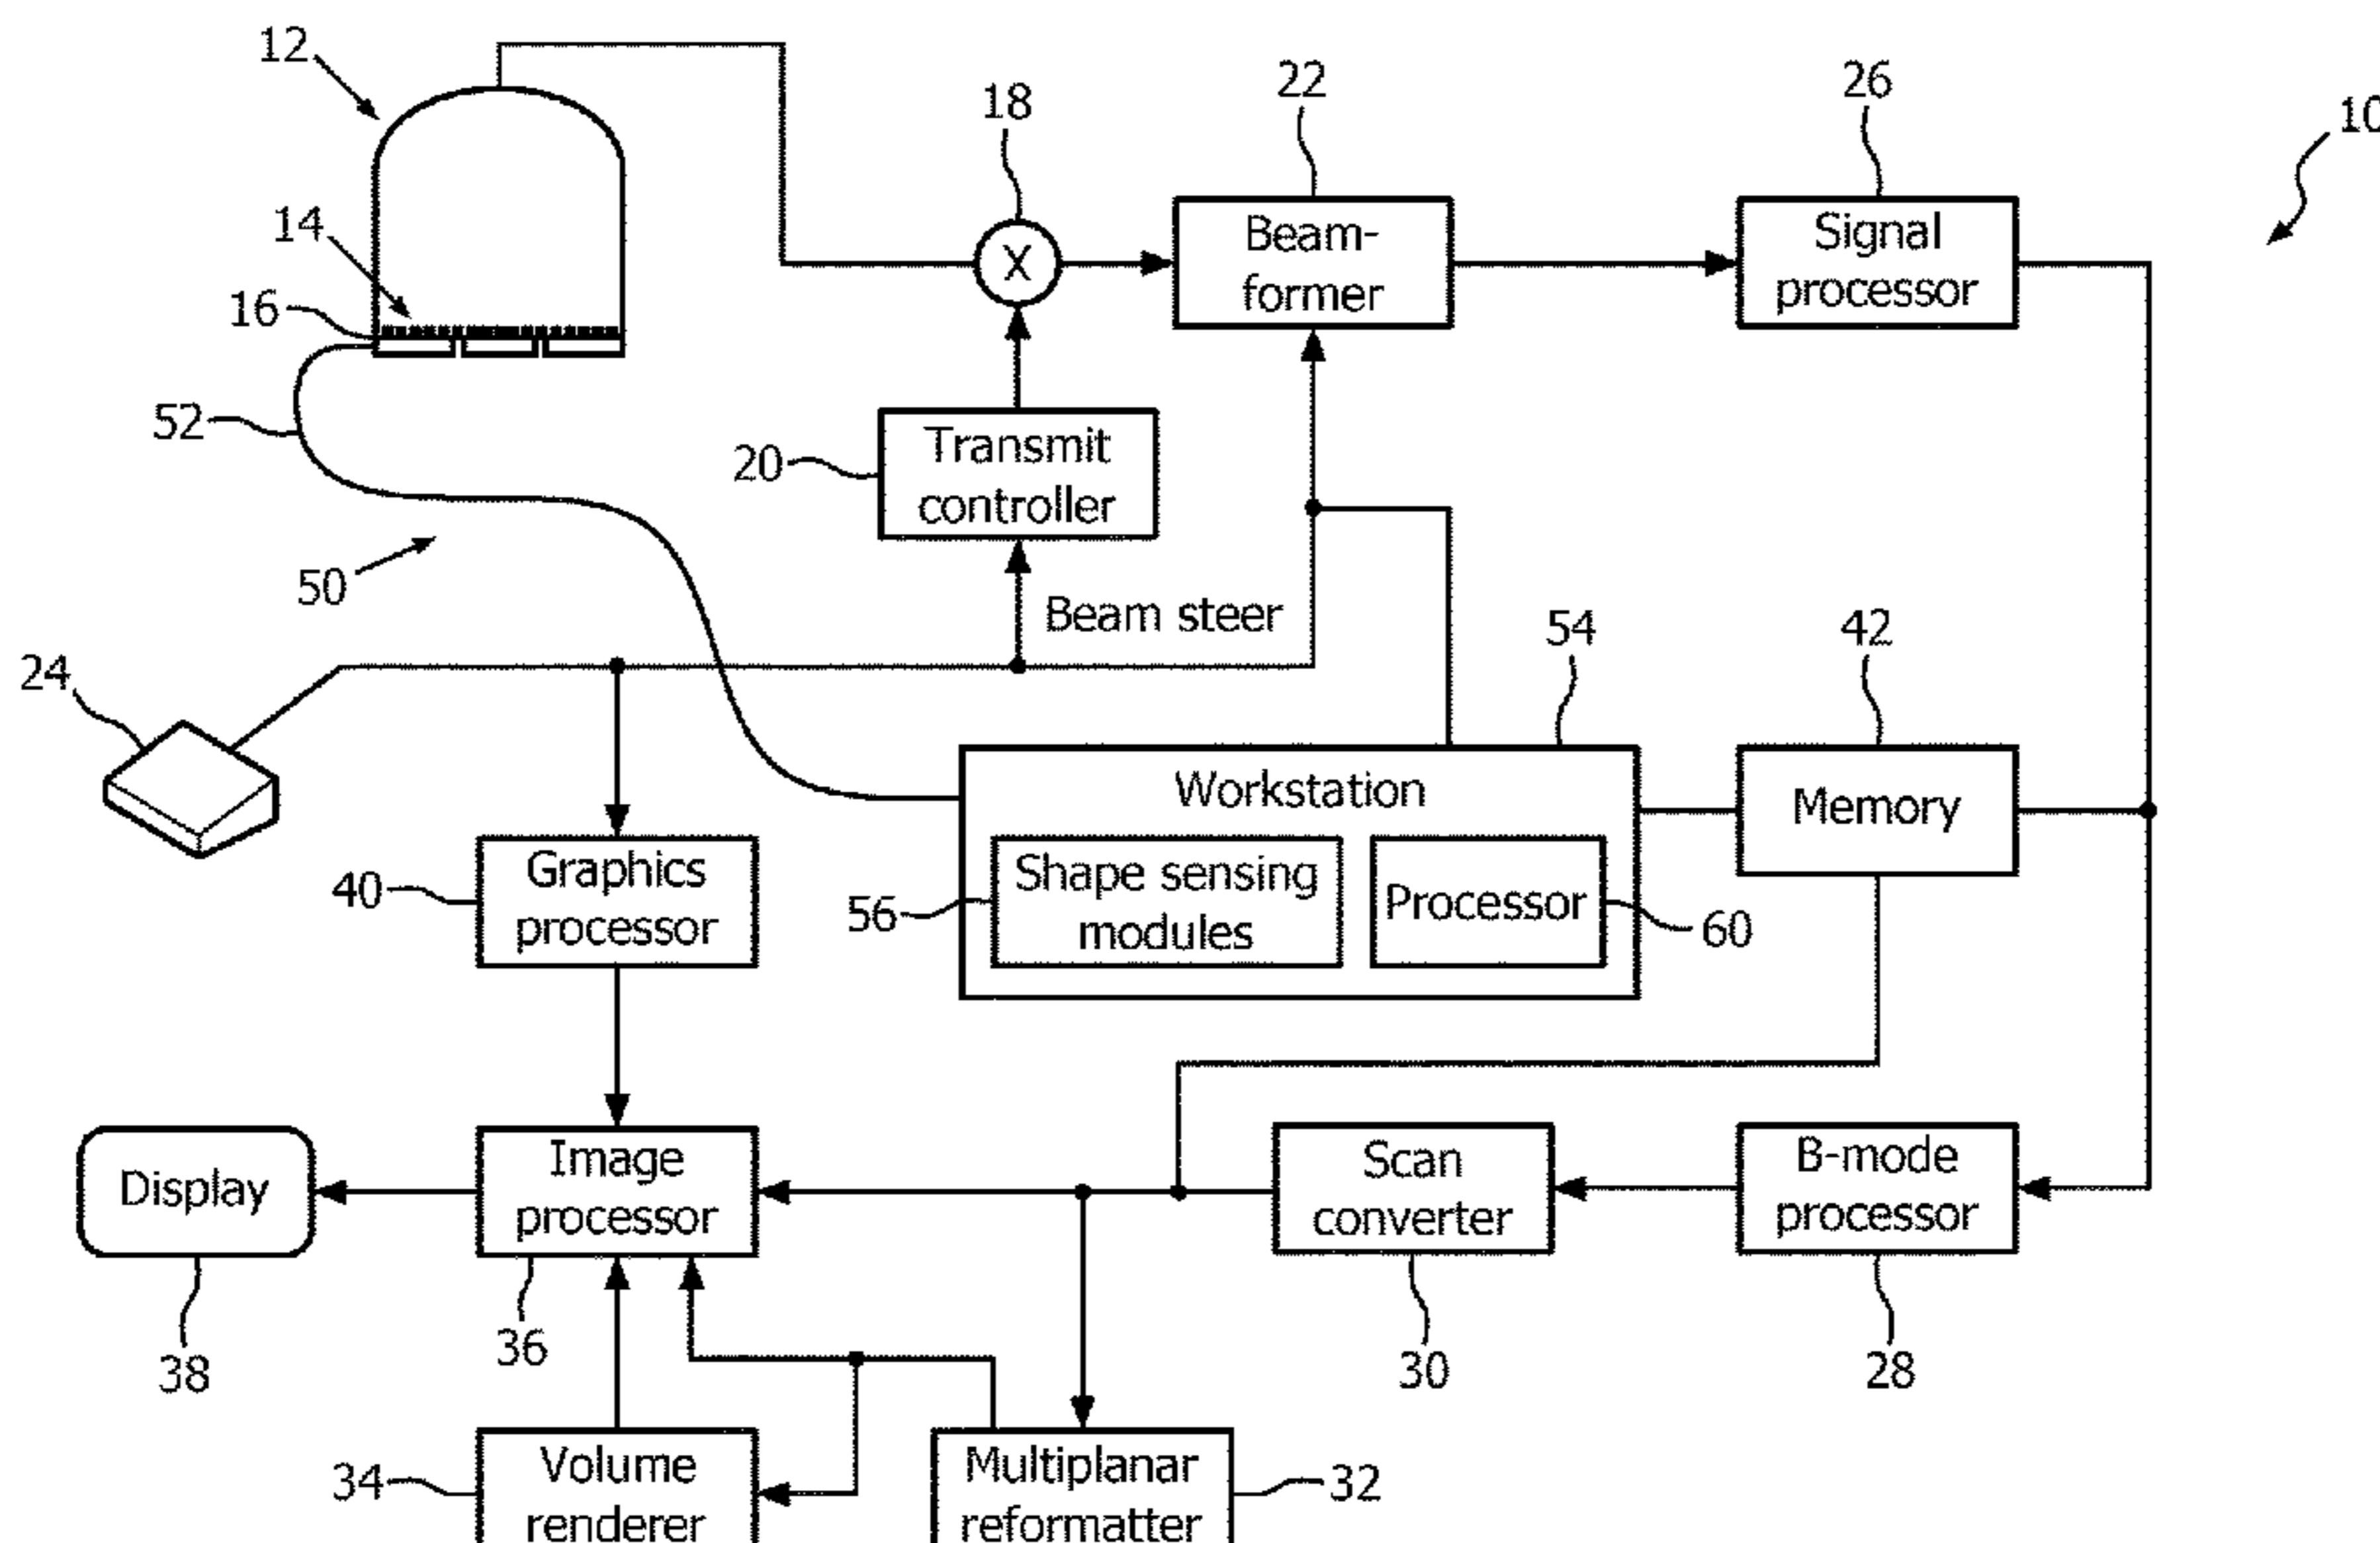 12
18
22
26
10
X
Beam-
former
Signal
processor
14
16
52
20
Transmit
controller
50
Beam steer
54
42
24
Workstation
Memory
40
Graphics
processor
56
Shape sensing
modules
Processor
60
Display
Image
processor
Scan
converter
B-mode
processor
38
36
30
28
34
Volume
renderer
Multiplanar
reformatter
32